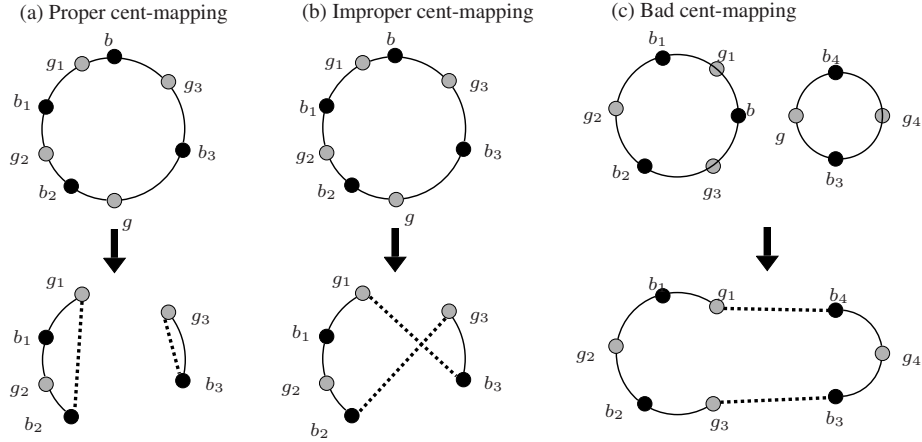 (a) Proper cent-mapping
(b) Improper cent-mapping
(c) Bad cent-mapping
b
g₁
g₃
b₁
b₃
g₂
b₂
g
b
g₁
g₃
b₁
b₃
g₂
b₂
g
b₁
g₁
g₂
b
b₂
g₃
b₄
g
g₄
b₃
g₁
g₃
b₁
g₂
b₃
b₂
g₁
g₃
b₁
g₂
b₃
b₂
b₁
g₁
b₄
g₂
g₄
b₂
g₃
b₃